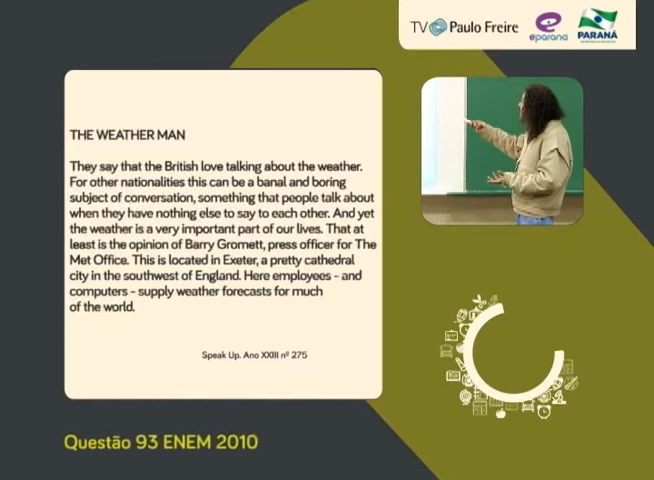 TV Paulo Freire
eparaná
PARANÁ
THE WEATHER MAN
They say that the British love talking about the weather.
For other nationalities this can be a banal and boring
subject of conversation, something that people talk about
when they have nothing else to say to each other. And yet
the weather is a very important part of our lives. That at
least is the opinion of Barry Gromett, press officer for The
Met Office. This is located in Exeter, a pretty cathedral
city in the southwest of England. Here employees - and
computers - supply weather forecasts for much
of the world.
Speak Up. Ano XXIII nº 275
Questão 93 ENEM 2010